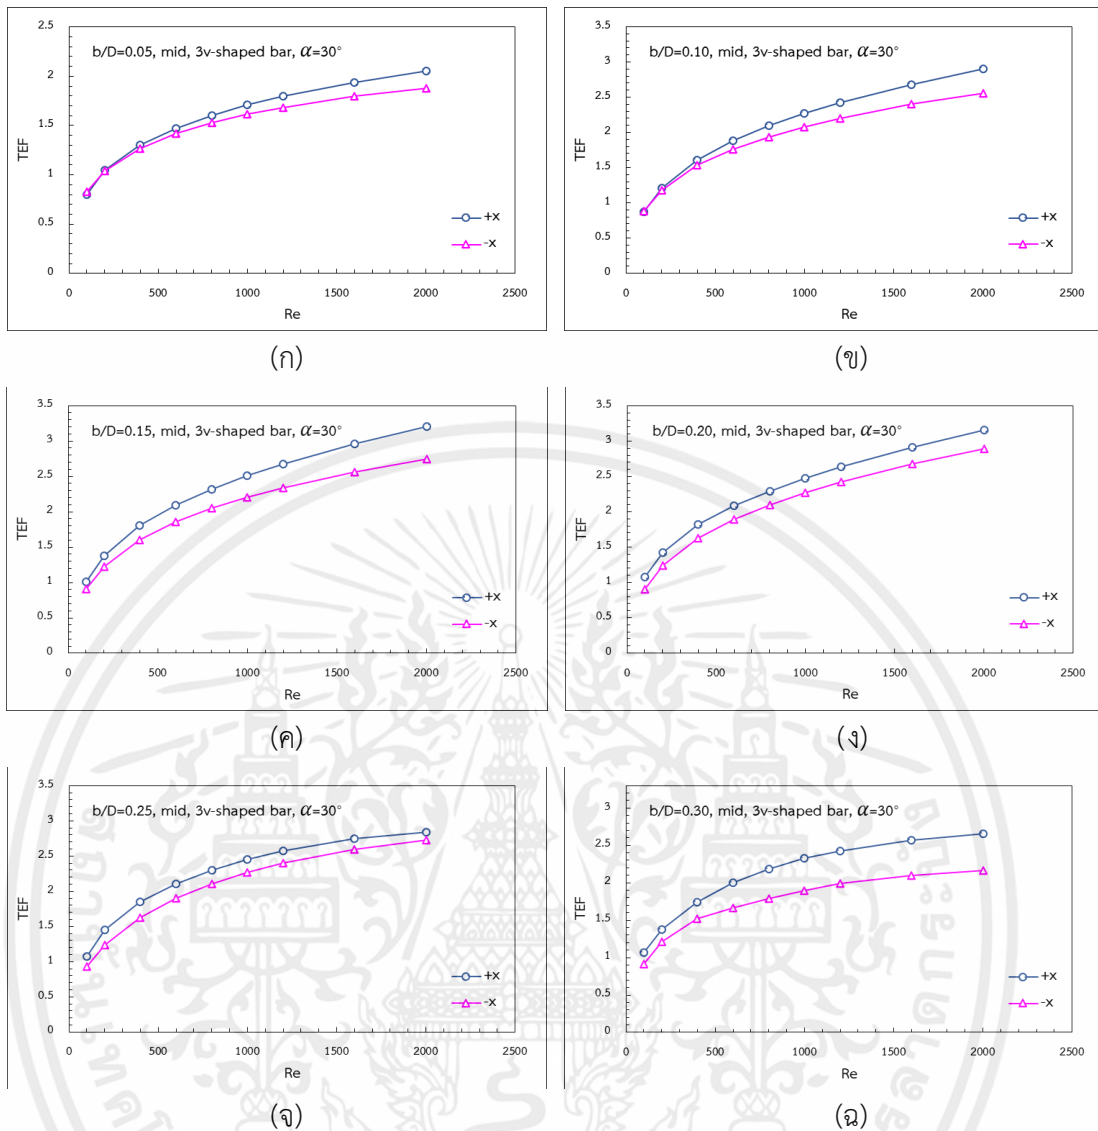 b/D=0.05, mid, 3v-shaped bar, α=30°
2.5
2
1.5
1
0.5
0
TEF
+x
-x
0 500 1000 1500 2000 2500
Re
(ก)
b/D=0.10, mid, 3v-shaped bar, α=30°
3.5
3
2.5
2
1.5
1
0.5
0
TEF
+x
-x
0 500 1000 1500 2000 2500
Re
(ข)
b/D=0.15, mid, 3v-shaped bar, α=30°
3.5
3
2.5
2
1.5
1
0.5
0
TEF
+x
-x
0 500 1000 1500 2000 2500
Re
(ค)
b/D=0.20, mid, 3v-shaped bar, α=30°
3.5
3
2.5
2
1.5
1
0.5
0
TEF
+x
-x
0 500 1000 1500 2000 2500
Re
(ง)
b/D=0.25, mid, 3v-shaped bar, α=30°
3.5
3
2.5
2
1.5
1
0.5
0
TEF
+x
-x
0 500 1000 1500 2000 2500
Re
(จ)
b/D=0.30, mid, 3v-shaped bar, α=30°
3
2.5
2
1.5
1
0.5
0
TEF
+x
-x
0 500 1000 1500 2000 2500
Re
(ฉ)